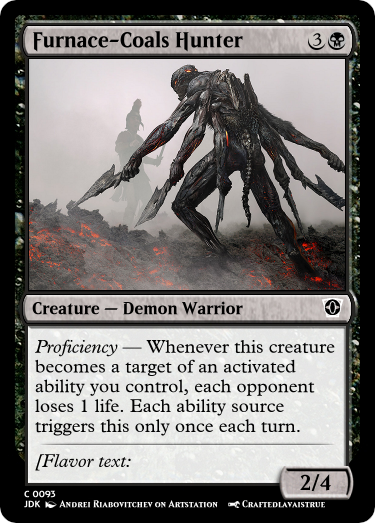 Furnace-Coals Hunter 3
Creature — Demon Warrior
Proficiency — Whenever this creature
becomes a target of an activated
ability you control, each opponent
loses 1 life. Each ability source
triggers this only once each turn.
[Flavor text:
2/4
C 0093
JDK Andrei Riabovitchev on Artstation Craftedlavaistrue